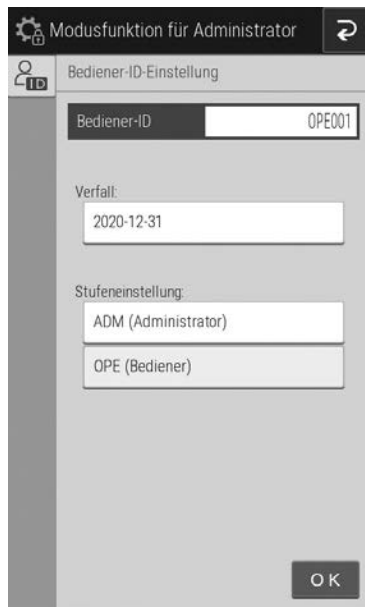 Modusfunktion für Administrator
ID
Bediener-ID-Einstellung
Bediener-ID
OPE001
Verfall:
2020-12-31
Stufeneinstellung:
ADM (Administrator)
OPE (Bediener)
OK